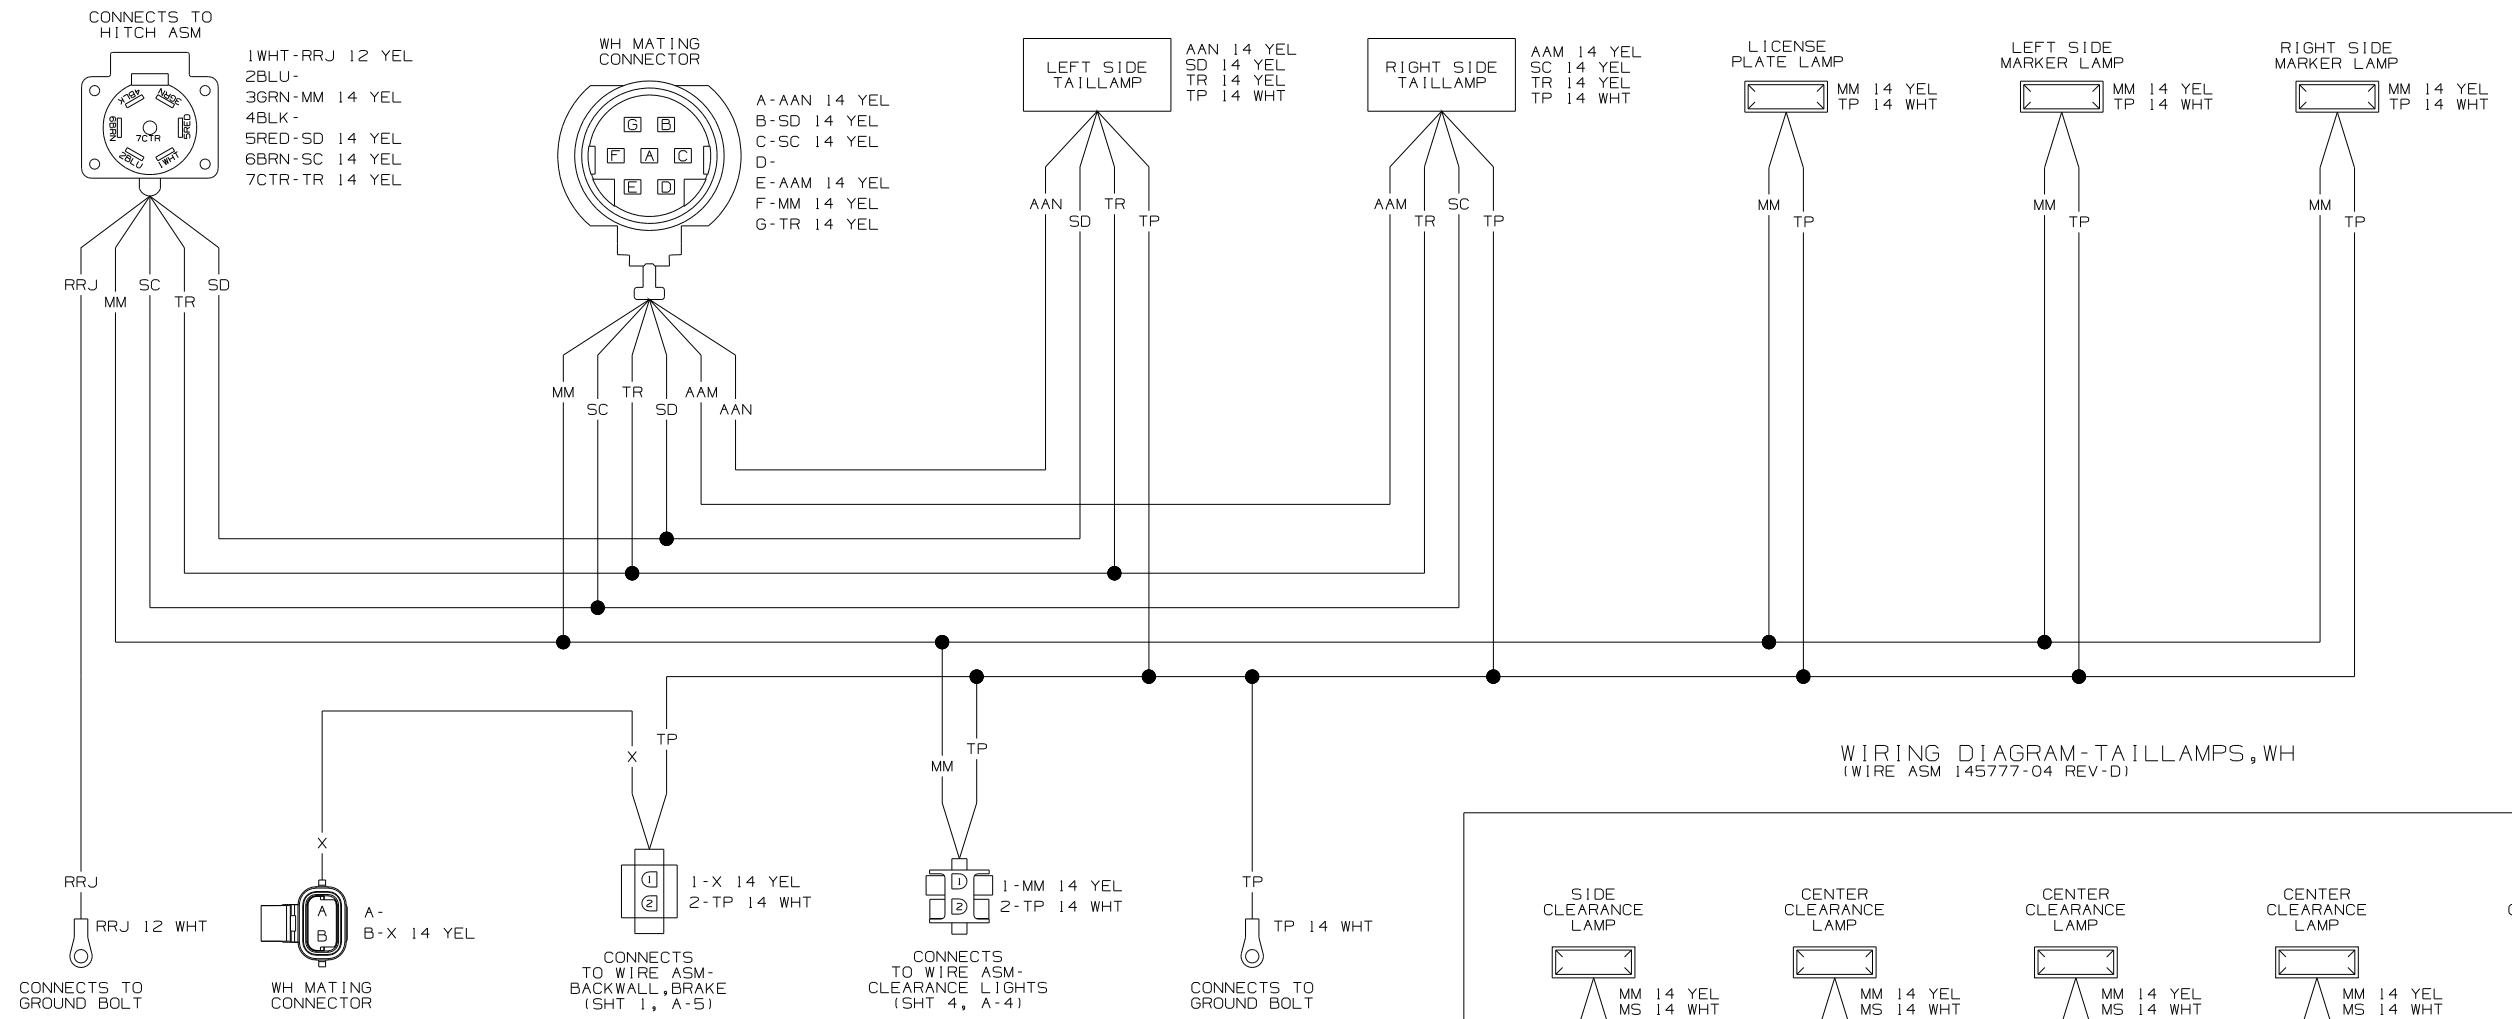 CONNECTS TO
HITCH ASM
1WHT-RRJ 12 YEL
2BLU-
3GRN-MM 14 YEL
4BLK-
5RED-SD 14 YEL
6BRN-SC 14 YEL
7CTR-TR 14 YEL
4BLK
3GRN
6BRN
7CTR
5RED
2BLU
1WHT
RRJ
MM
SC
TR
SD
WH MATING
CONNECTOR
G
B
F
A
C
E
D
A-AAN 14 YEL
B-SD 14 YEL
C-SC 14 YEL
D-
E-AAM 14 YEL
F-MM 14 YEL
G-TR 14 YEL
MM
SC
TR
SD
AAM
AAN
LEFT SIDE
TAILLAMP
AAN 14 YEL
SD 14 YEL
TR 14 YEL
TP 14 WHT
AAN
SD
TR
TP
RIGHT SIDE
TAILLAMP
AAM 14 YEL
SC 14 YEL
TR 14 YEL
TP 14 WHT
AAM
TR
SC
TP
LICENSE
PLATE LAMP
MM 14 YEL
TP 14 WHT
MM
TP
LEFT SIDE
MARKER LAMP
MM 14 YEL
TP 14 WHT
MM
TP
RIGHT SIDE
MARKER LAMP
MM 14 YEL
TP 14 WHT
MM
TP
RRJ
RRJ 12 WHT
CONNECTS TO
GROUND BOLT
X
A
B
A-
B-X 14 YEL
WH MATING
CONNECTOR
X
TP
1
2
1-X 14 YEL
2-TP 14 WHT
CONNECTS
TO WIRE ASM-
BACKWALL,BRAKE
(SHT 1, A-5)
MM
TP
1
2
1-MM 14 YEL
2-TP 14 WHT
CONNECTS
TO WIRE ASM-
CLEARANCE LIGHTS
(SHT 4, A-4)
TP
TP 14 WHT
CONNECTS TO
GROUND BOLT
WIRING DIAGRAM-TAILLAMPS,WH
(WIRE ASM 145777-04 REV-D)
SIDE
CLEARANCE
LAMP
MM 14 YEL
MS 14 WHT
CENTER
CLEARANCE
LAMP
MM 14 YEL
MS 14 WHT
CENTER
CLEARANCE
LAMP
MM 14 YEL
MS 14 WHT
CENTER
CLEARANCE
LAMP
MM 14 YEL
MS 14 WHT